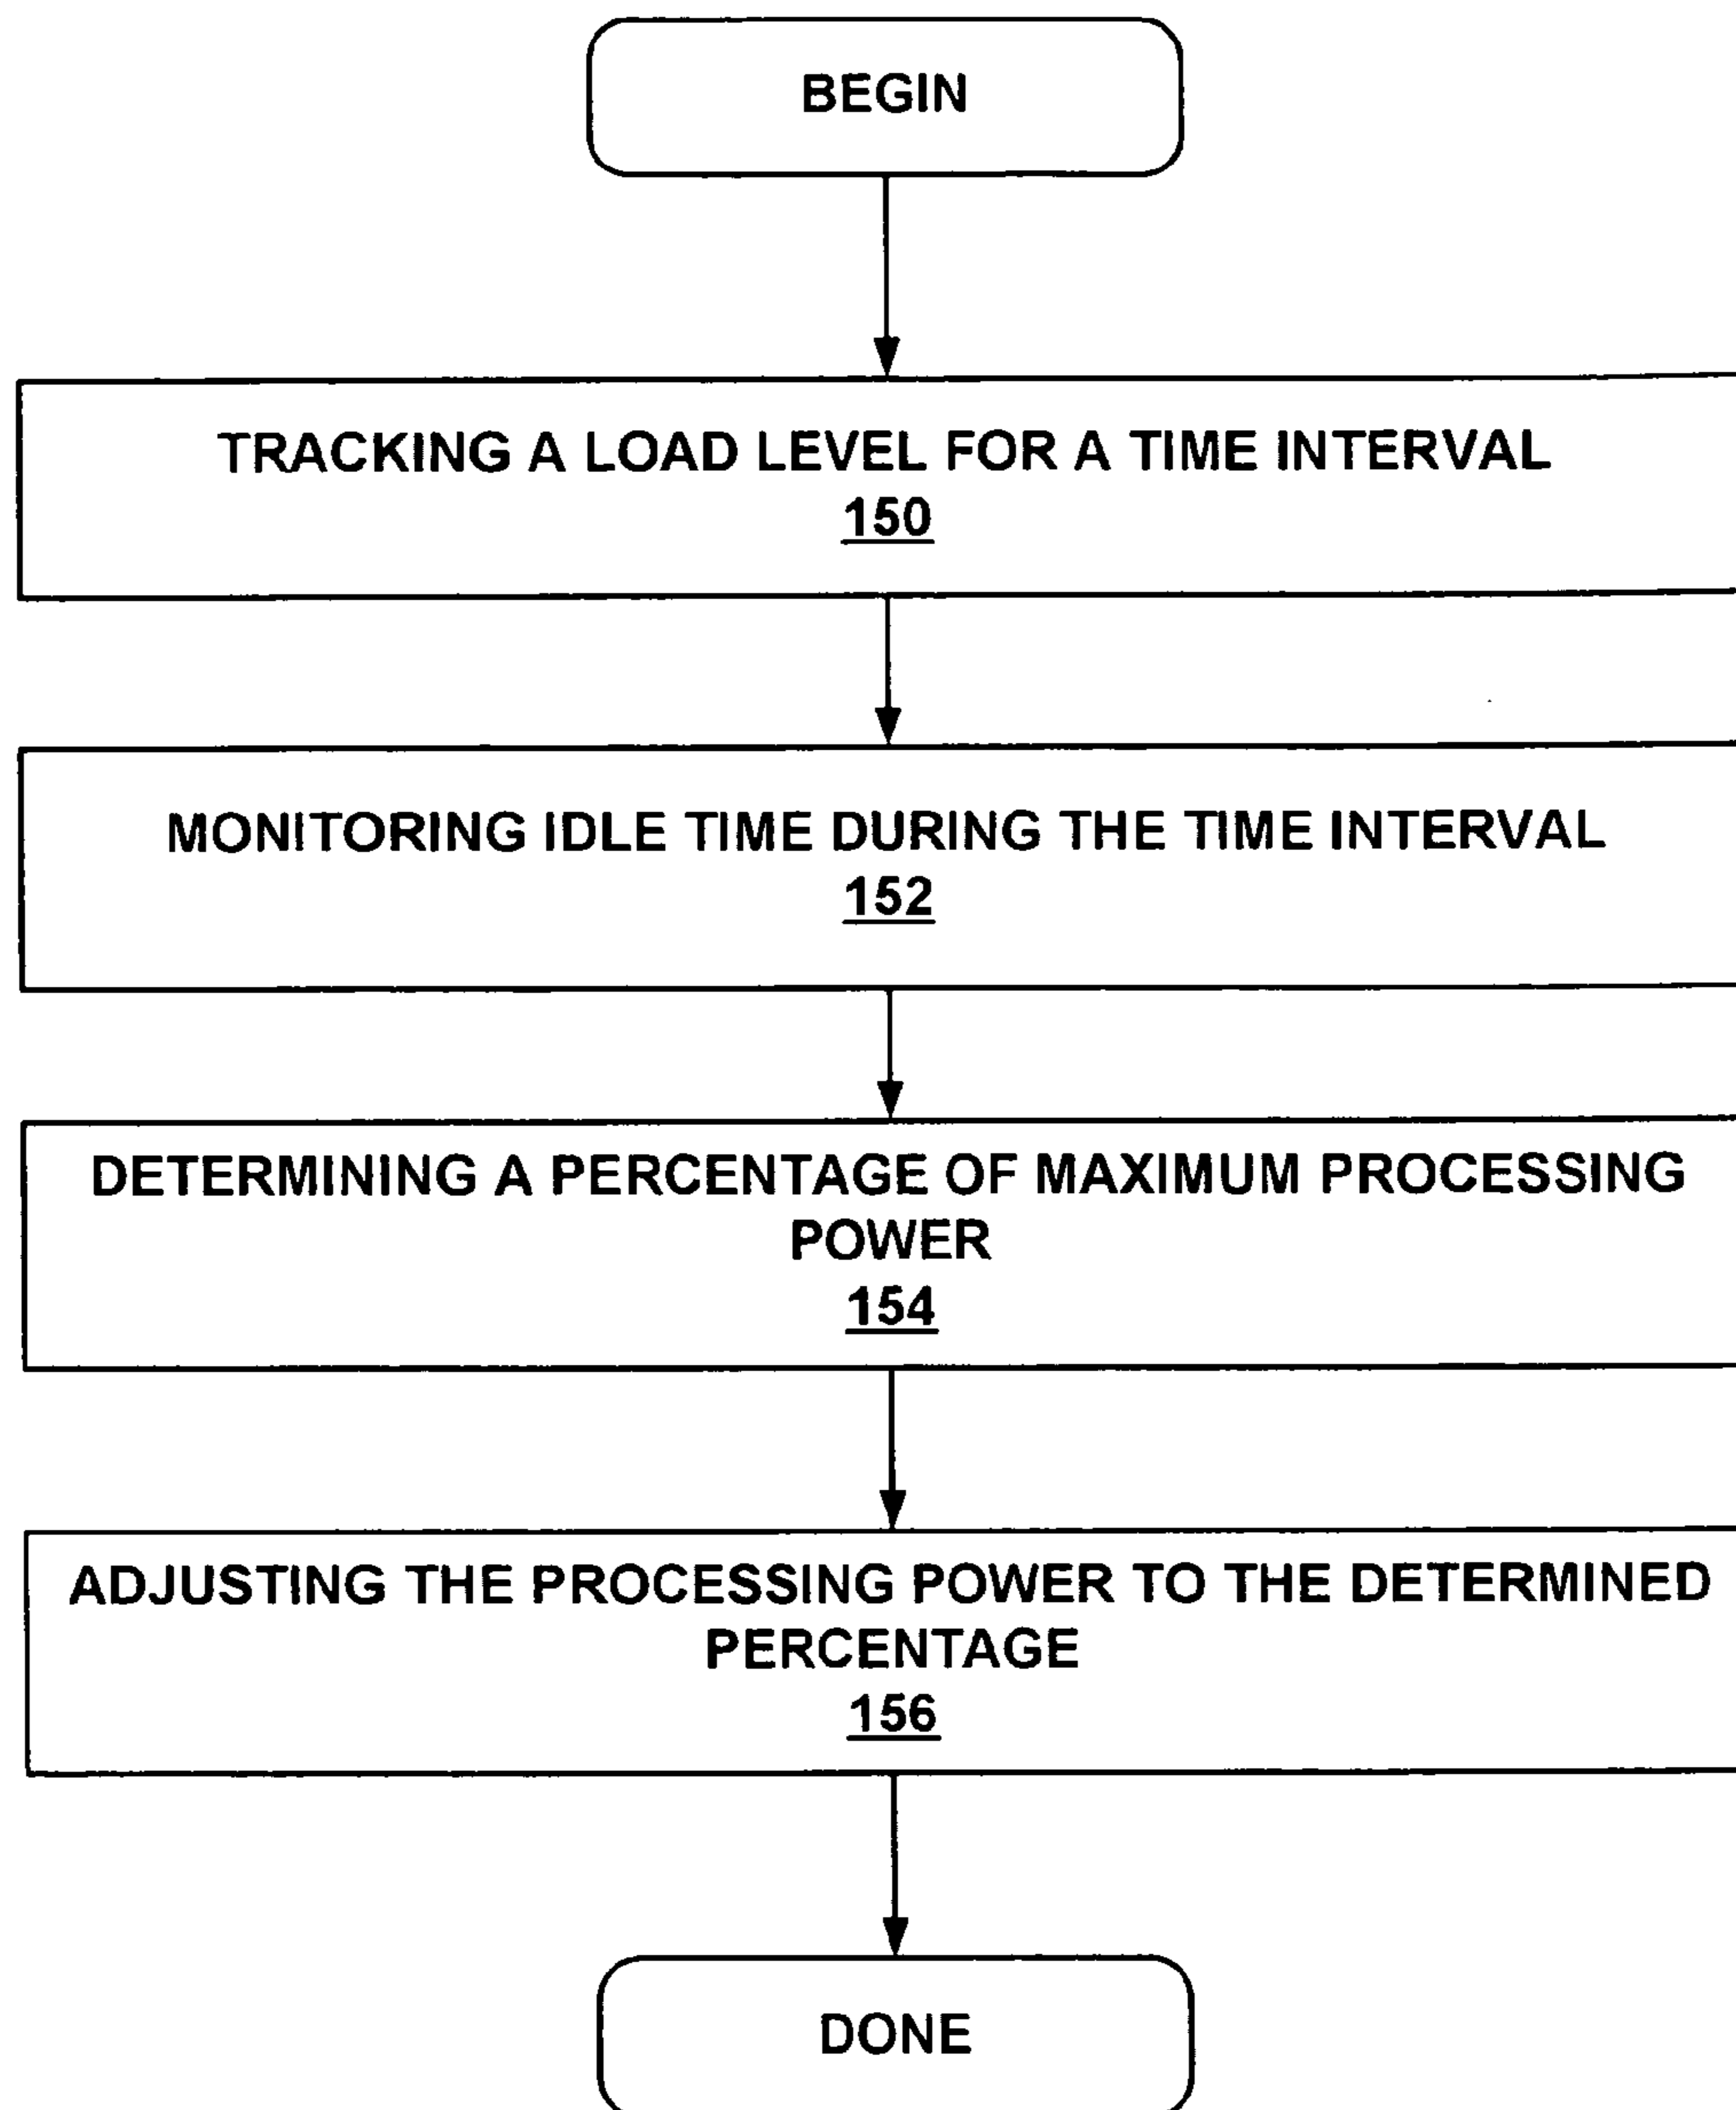 BEGIN
TRACKING A LOAD LEVEL FOR A TIME INTERVAL
150
MONITORING IDLE TIME DURING THE TIME INTERVAL
152
DETERMINING A PERCENTAGE OF MAXIMUM PROCESSING
POWER
154
ADJUSTING THE PROCESSING POWER TO THE DETERMINED
PERCENTAGE
156
DONE